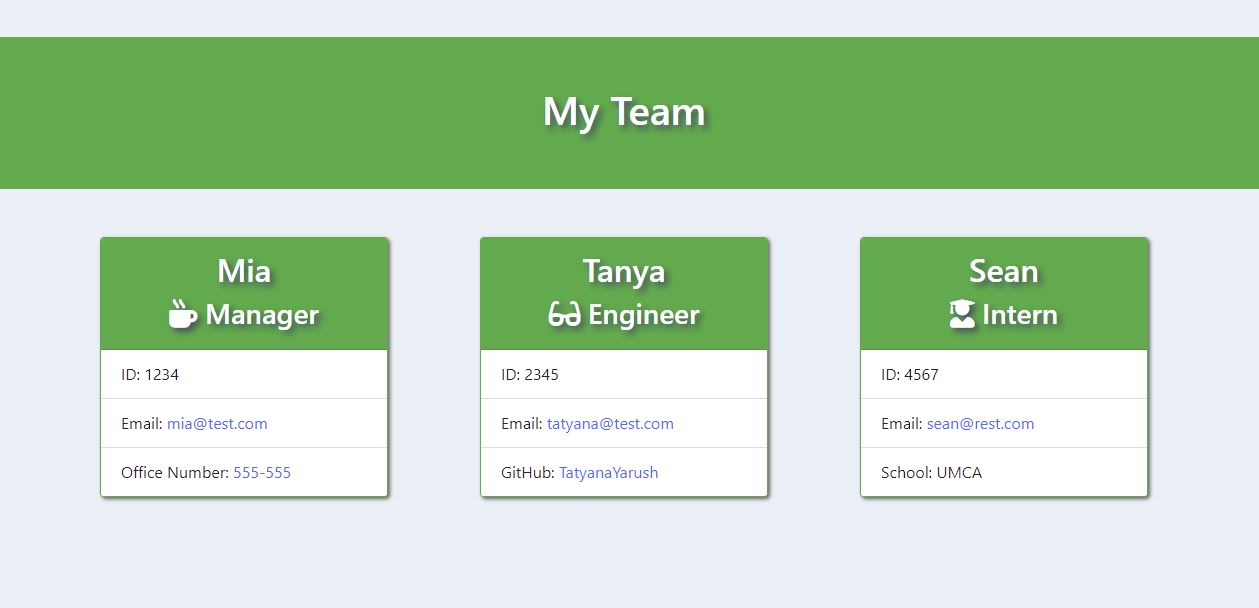 My Team
Mia
Manager
ID: 1234
Email: mia@test.com
Office Number: 555-555
Tanya
Engineer
ID: 2345
Email: tatyana@test.com
GitHub: TatyanaYarush
Sean
Intern
ID: 4567
Email: sean@rest.com
School: UMCA